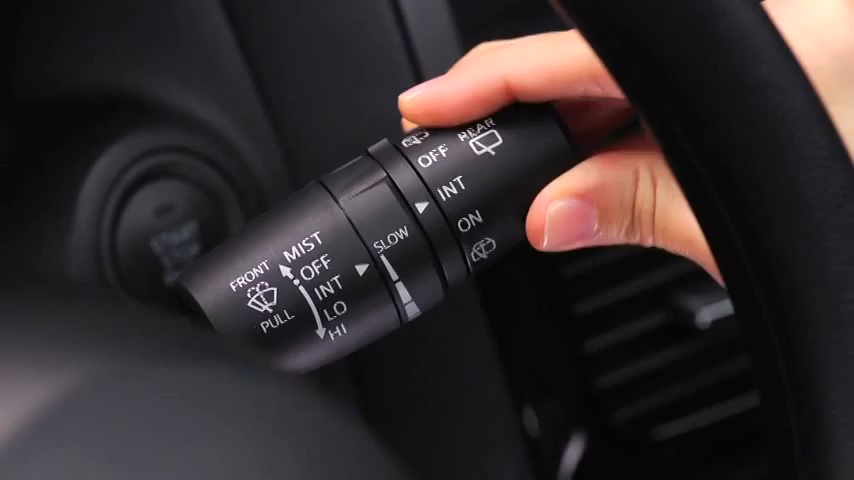 FRONT
PULL
MIST
OFF
INT
LO
HI
SLOW
REAR
OFF
INT
ON